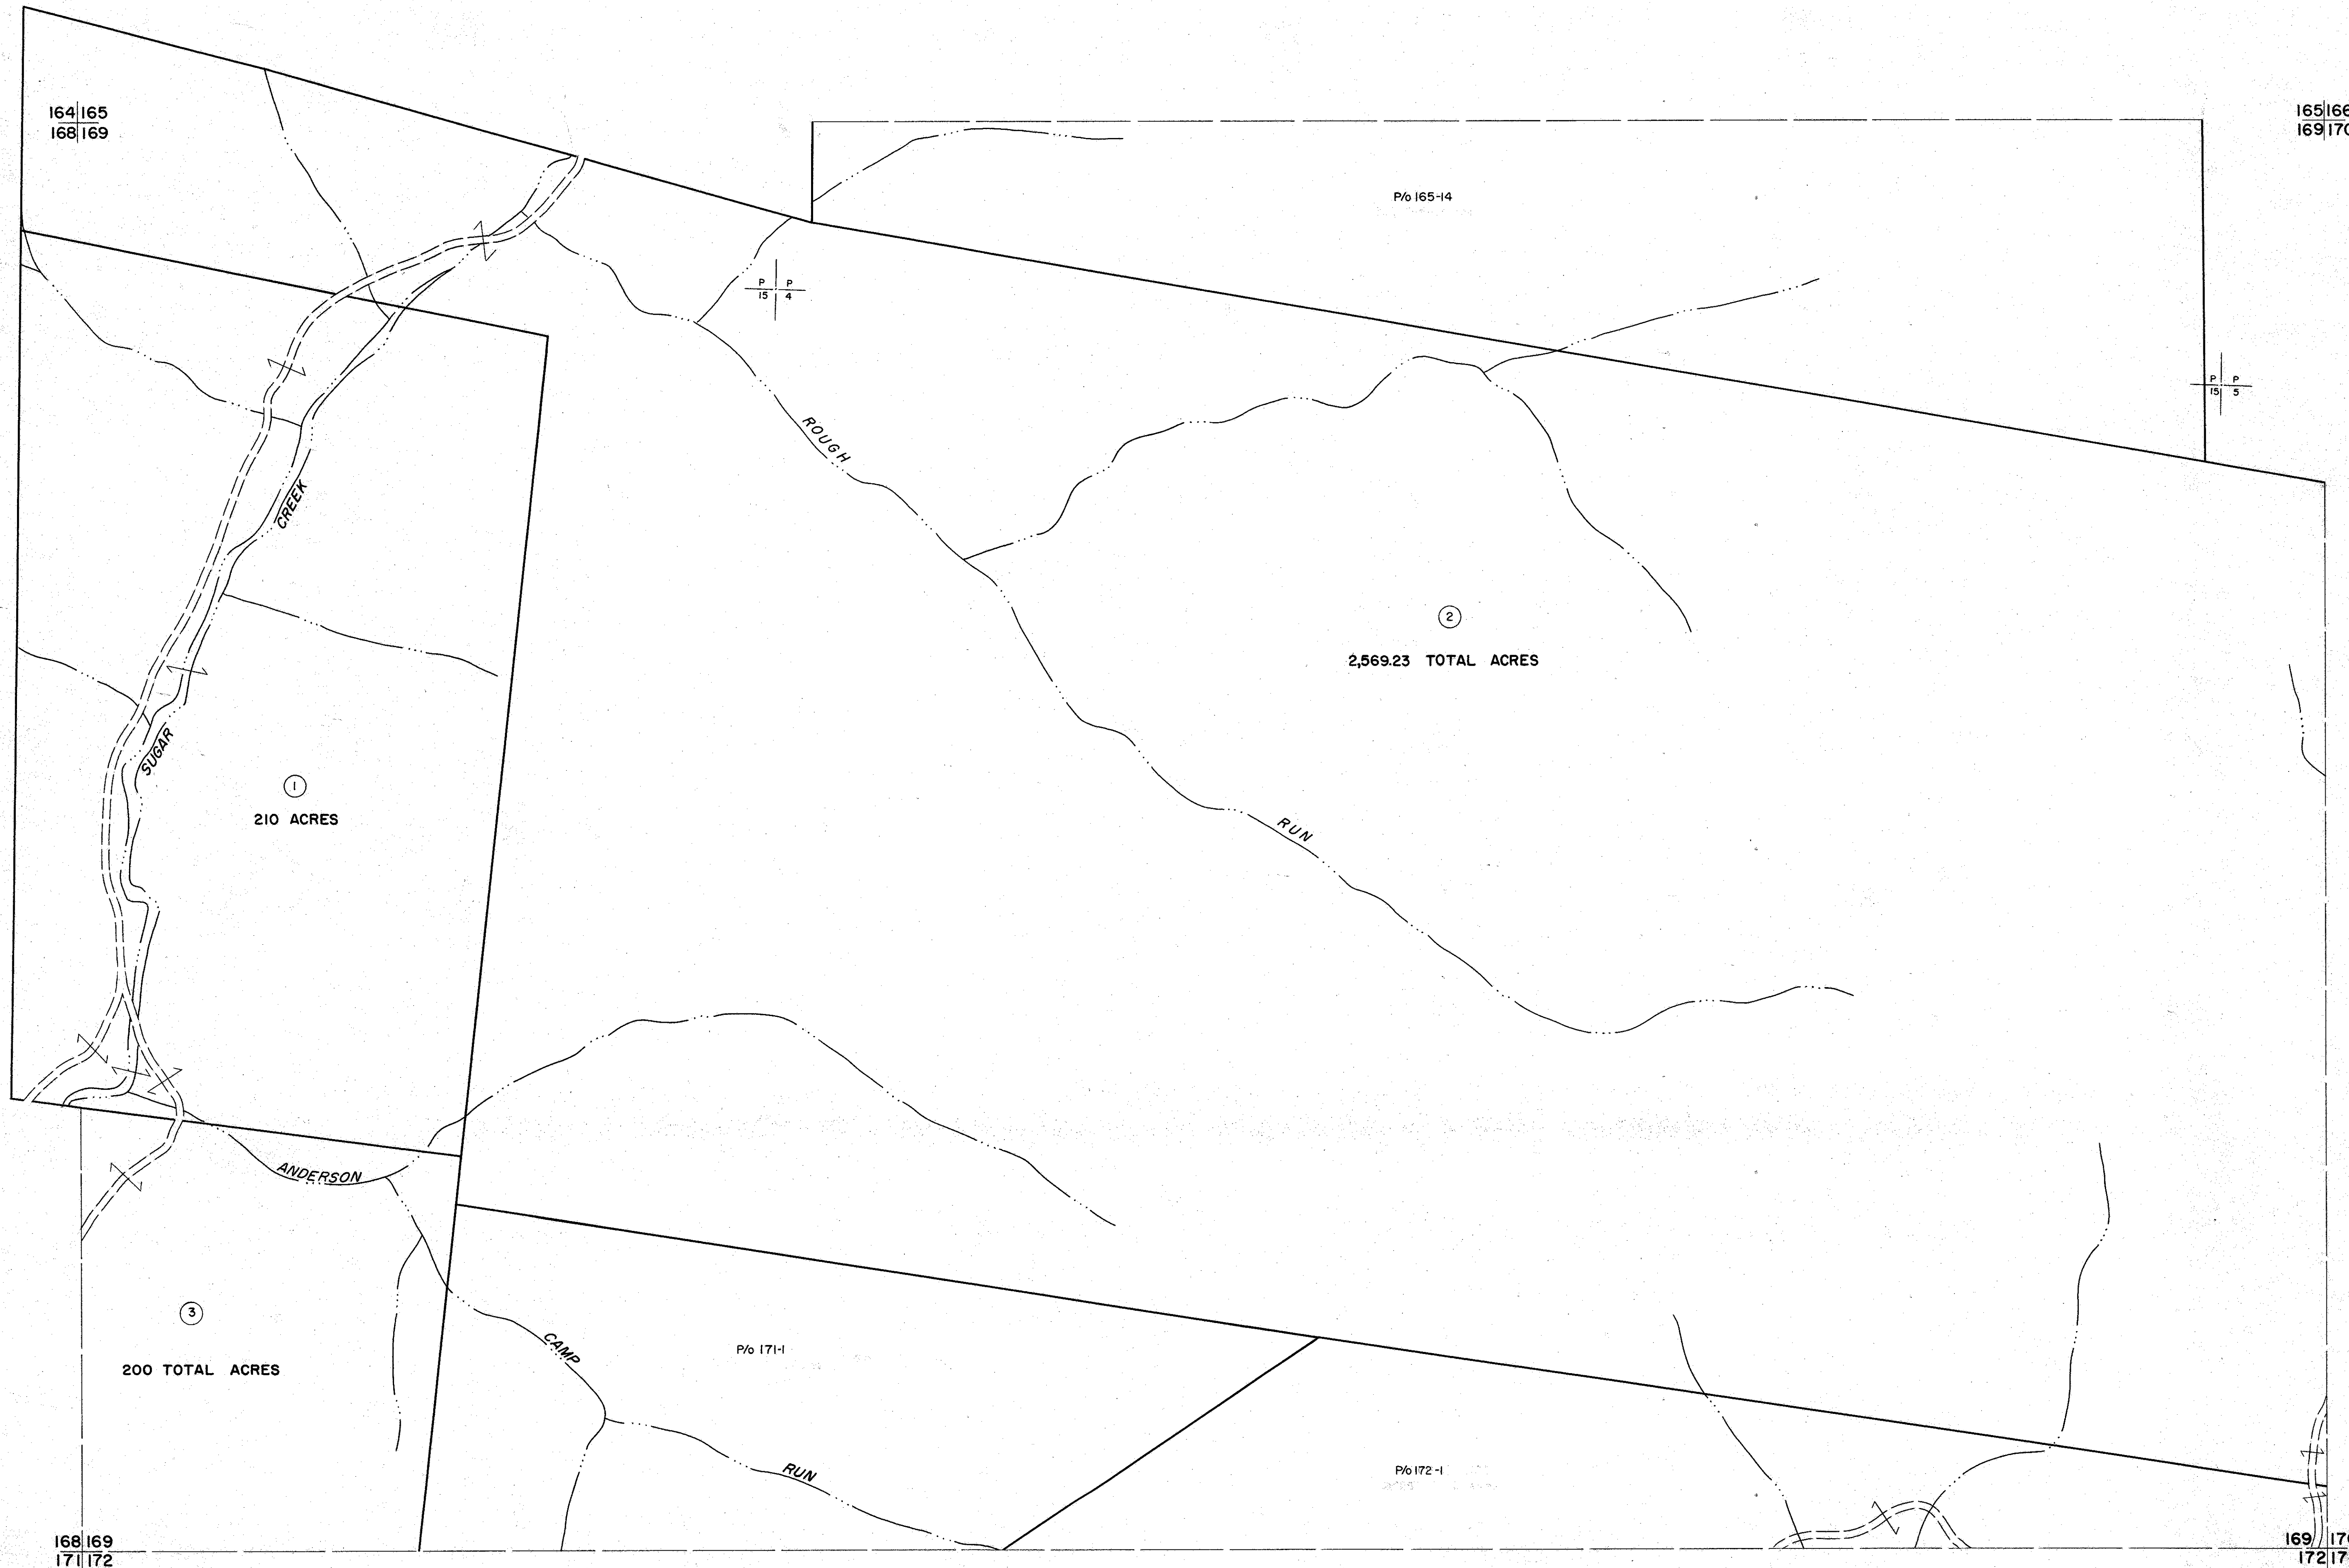 164 165
168 169
165 166
169 170
P/o 165-14
P P
15 4
P P
15 5
ROUGH
CREEK
2
2,569.23 TOTAL ACRES
SUGAR
1
210 ACRES
RUN
ANDERSON
3
200 TOTAL ACRES
CAMP
P/o 171-1
RUN
P/o 172-1
168 169
171 172
169
172